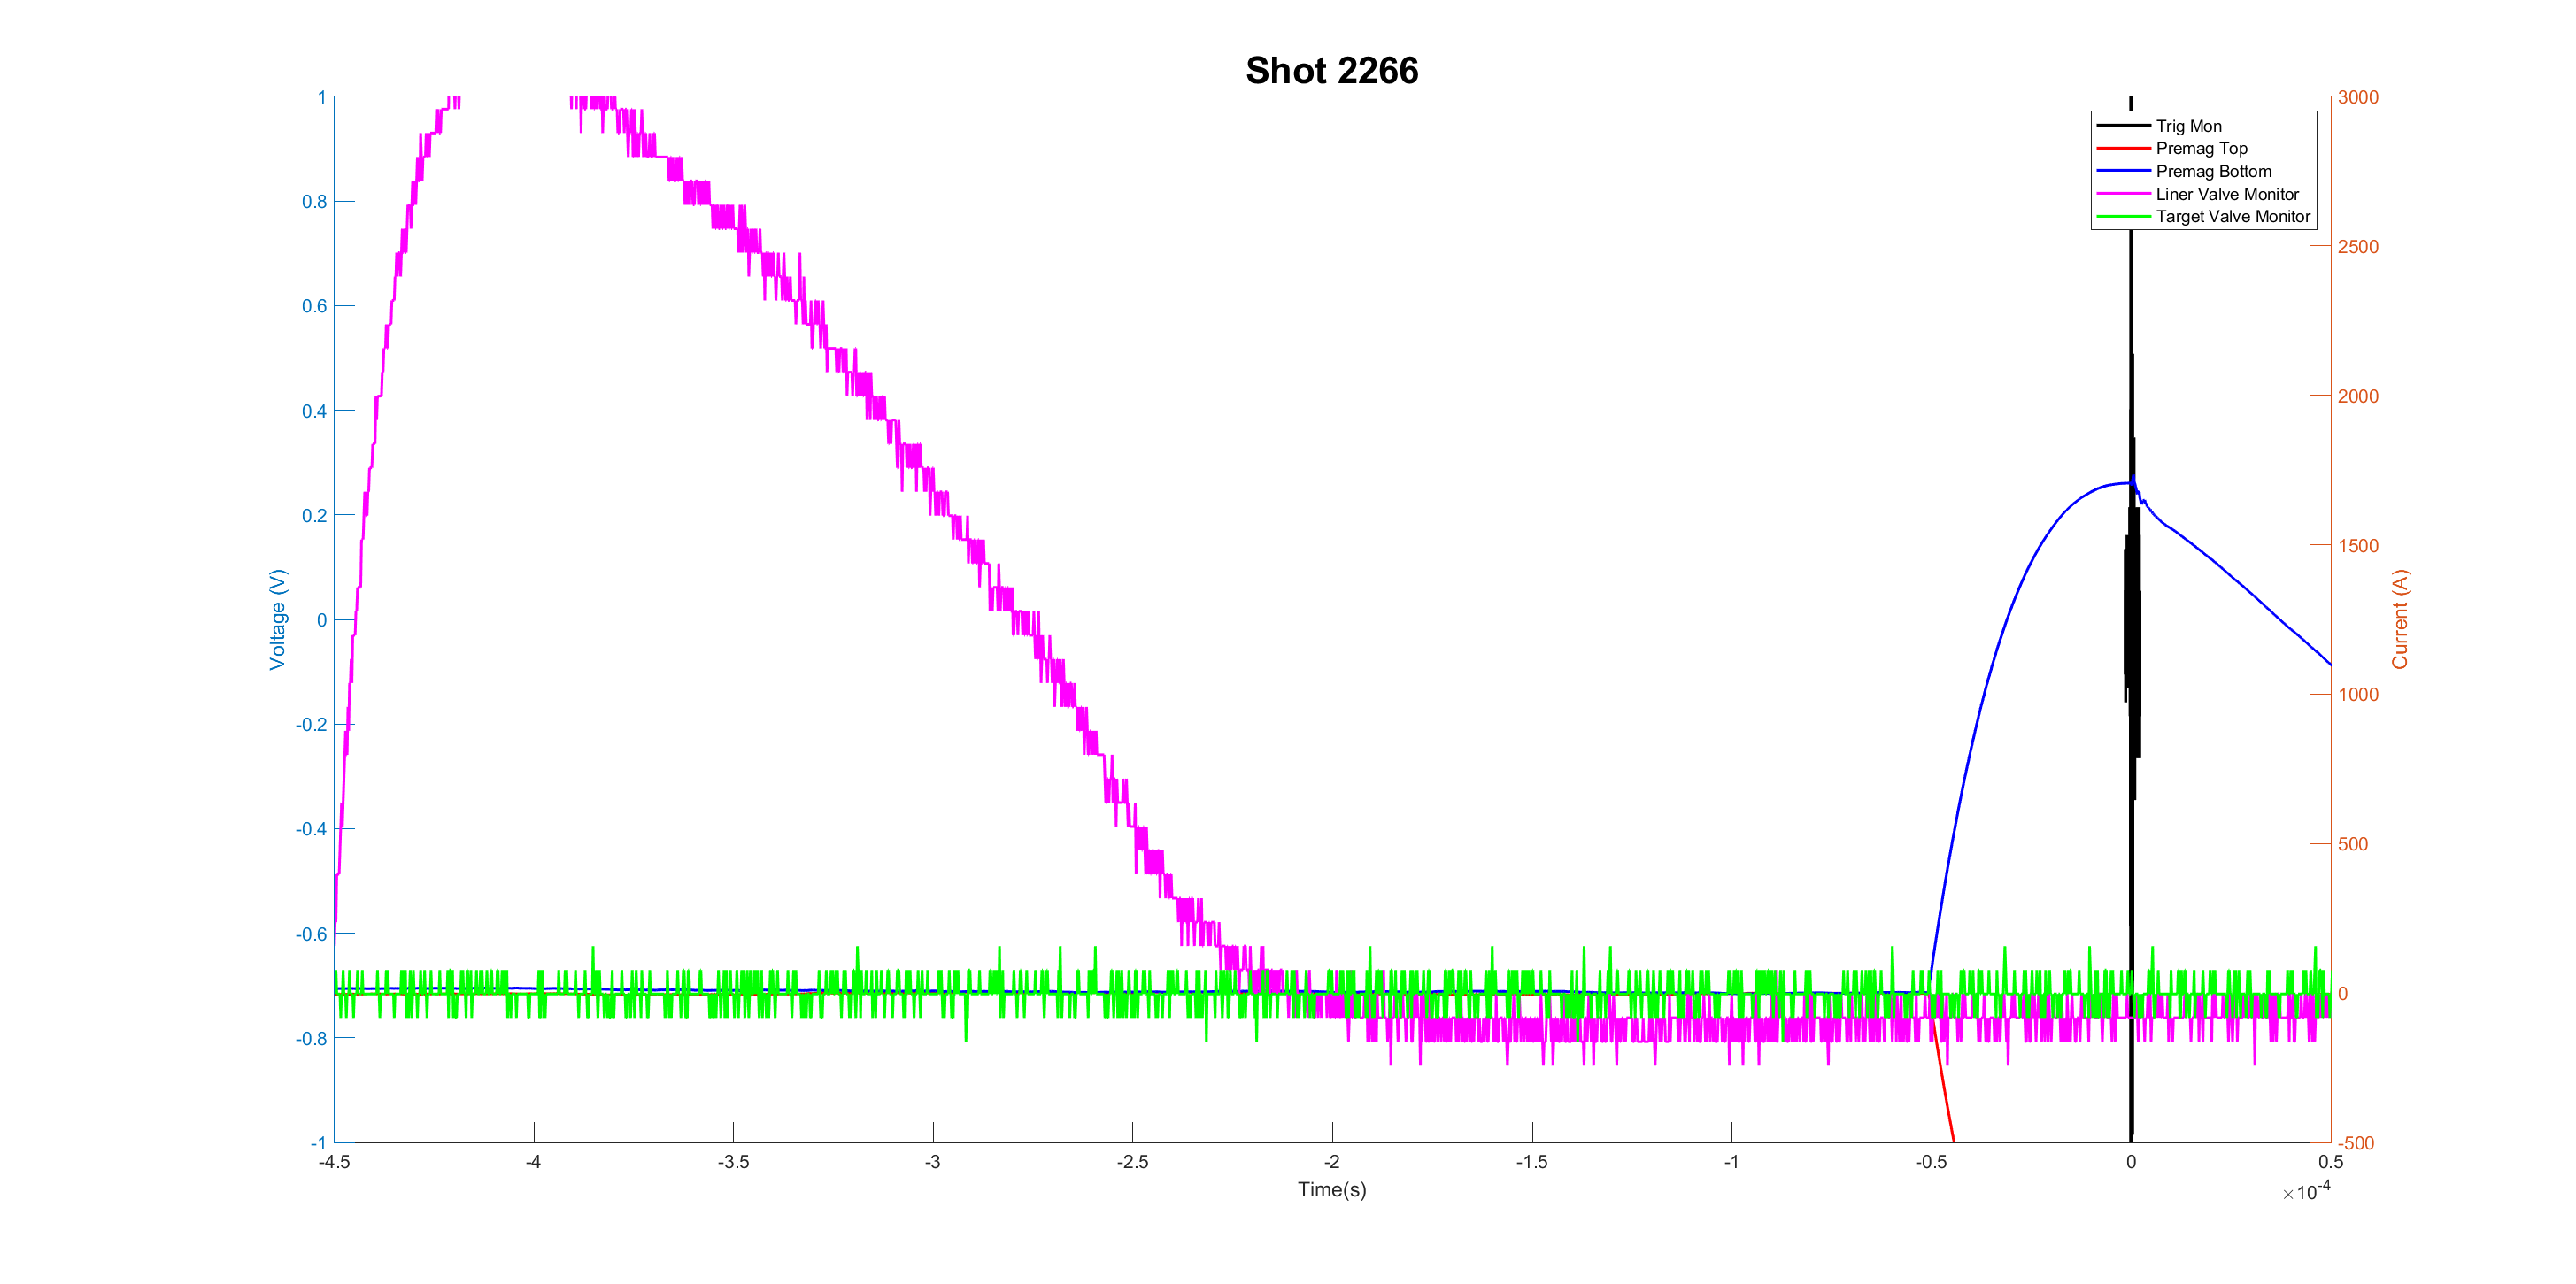 Shot 2266
Voltage (V)
1
0.8
0.6
0.4
0.2
0
-0.2
-0.4
-0.6
-0.8
-1
Trig Mon
Premag Top
Premag Bottom
Liner Valve Monitor
Target Valve Monitor
3000
2500
2000
1500
1000
500
0
-500
Current (A)
-4.5 -4 -3.5 -3 -2.5 -2 -1.5 -1 -0.5 0 0.5
Time(s)
×10⁻⁴